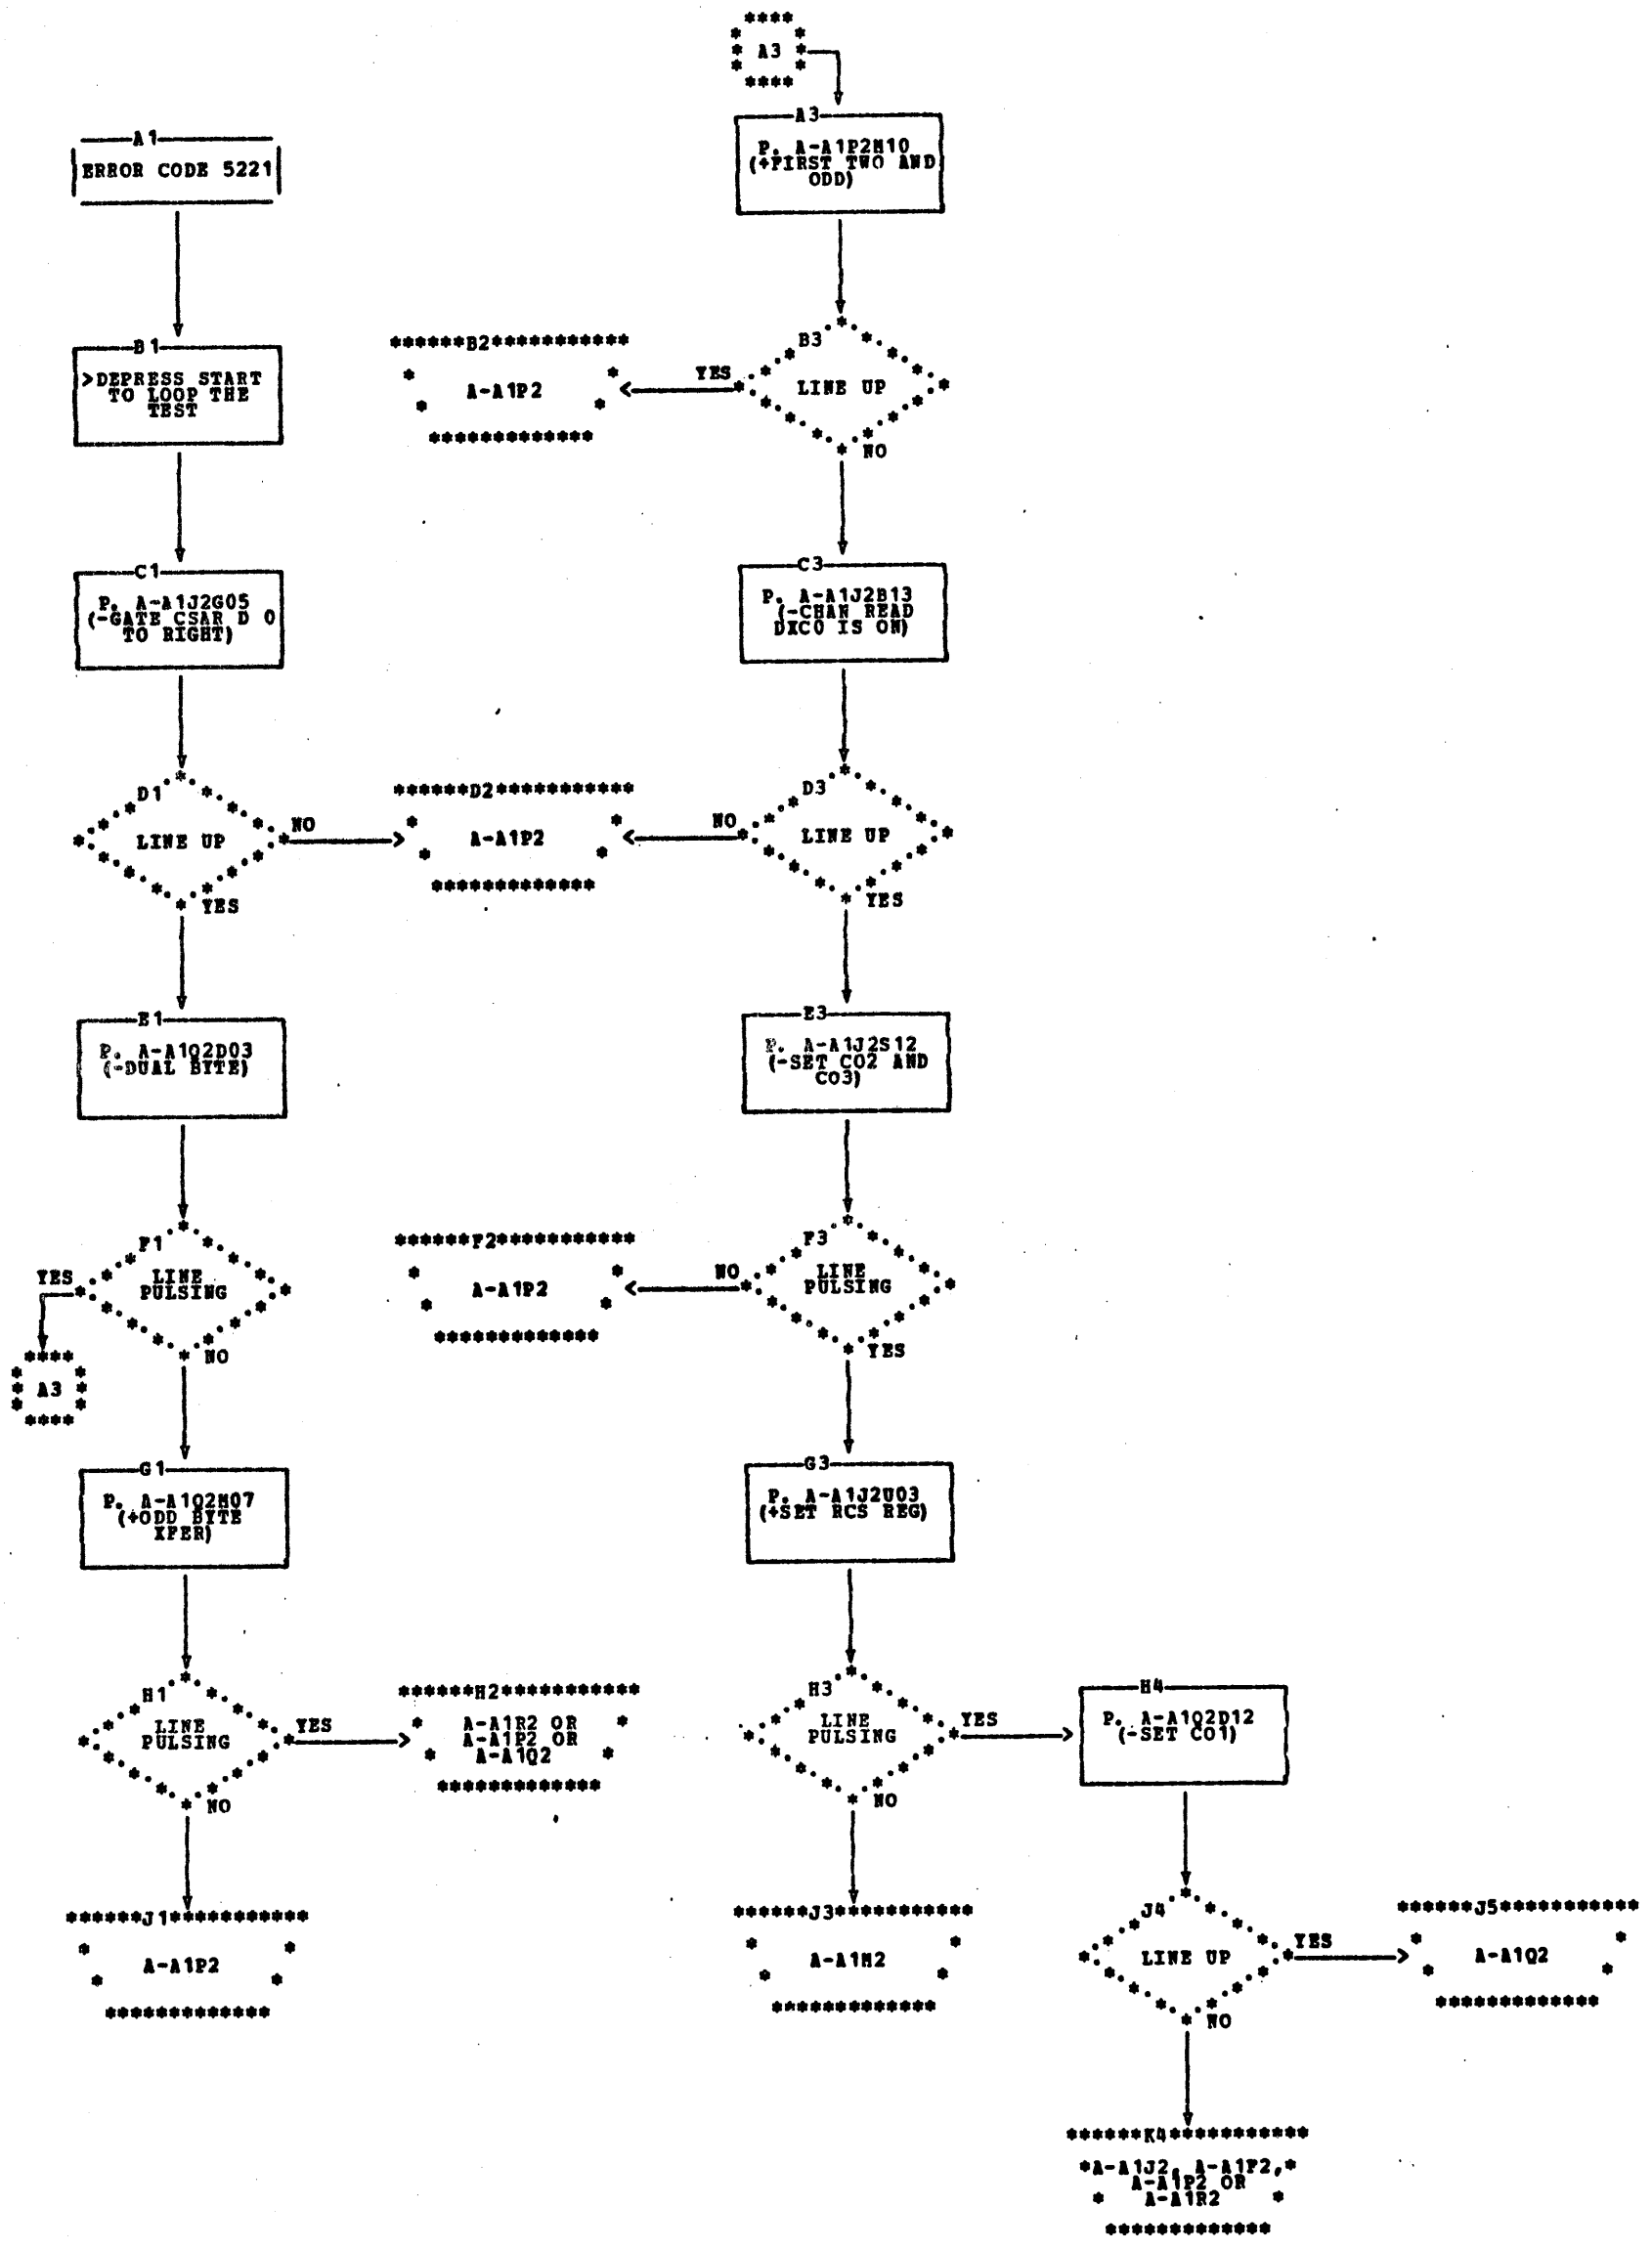 A1
ERROR CODE 5221
B1
>DEPRESS START
TO LOOP THE
TEST
C1
P. A-A1J2G05
(-GATE CSAR D 0
TO RIGHT)
D1
LINE UP
NO
YES
E1
P. A-A1Q2D03
(-DUAL BYTE)
F1
LINE
PULSING
YES
NO
A3
G1
P. A-A1Q2M07
(+ODD BYTE
XFER)
H1
LINE
PULSING
YES
NO
J1
A-A1P2
B2
A-A1P2
D2
A-A1P2
F2
A-A1P2
H2
A-A1R2 OR
A-A1P2 OR
A-A1Q2
A3
A3
P. A-A1P2M10
(+FIRST TWO AND
ODD)
B3
LINE UP
YES
NO
C3
P. A-A1J2B13
(-CHAN READ
DXC0 IS ON)
D3
LINE UP
NO
YES
E3
P. A-A1J2S12
(-SET CO2 AND
CO3)
F3
LINE
PULSING
NO
YES
G3
P. A-A1J2U03
(+SET RCS REG)
H3
LINE
PULSING
YES
NO
J3
A-A1M2
H4
P. A-A1Q2D12
(-SET CO1)
J4
LINE UP
YES
NO
J5
A-A1Q2
K4
A-A1J2, A-A1F2,
A-A1P2 OR
A-A1R2